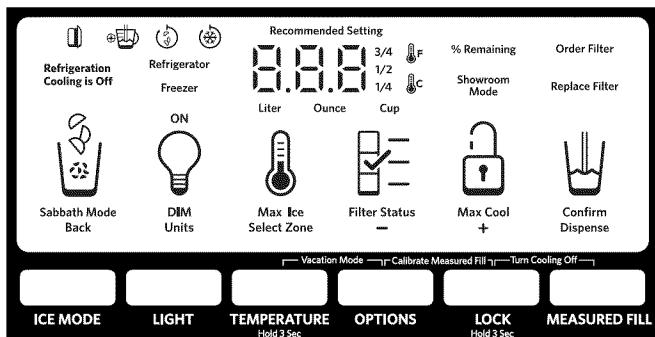 Recommended Setting
8.8.8
3/4
F
1/2
1/4
C
% Remaining
Order Filter
Refrigeration
Cooling is Off
Refrigerator
Freezer
Showroom
Mode
Replace Filter
Liter
Ounce
Cup
ON
Sabbath Mode
Back
DIM
Units
Max Ice
Select Zone
Filter Status
–
Max Cool
+
Confirm
Dispense
Vacation Mode
Calibrate Measured Fill
Turn Cooling Off
ICE MODE
LIGHT
TEMPERATURE
Hold 3 Sec
OPTIONS
LOCK
Hold 3 Sec
MEASURED FILL